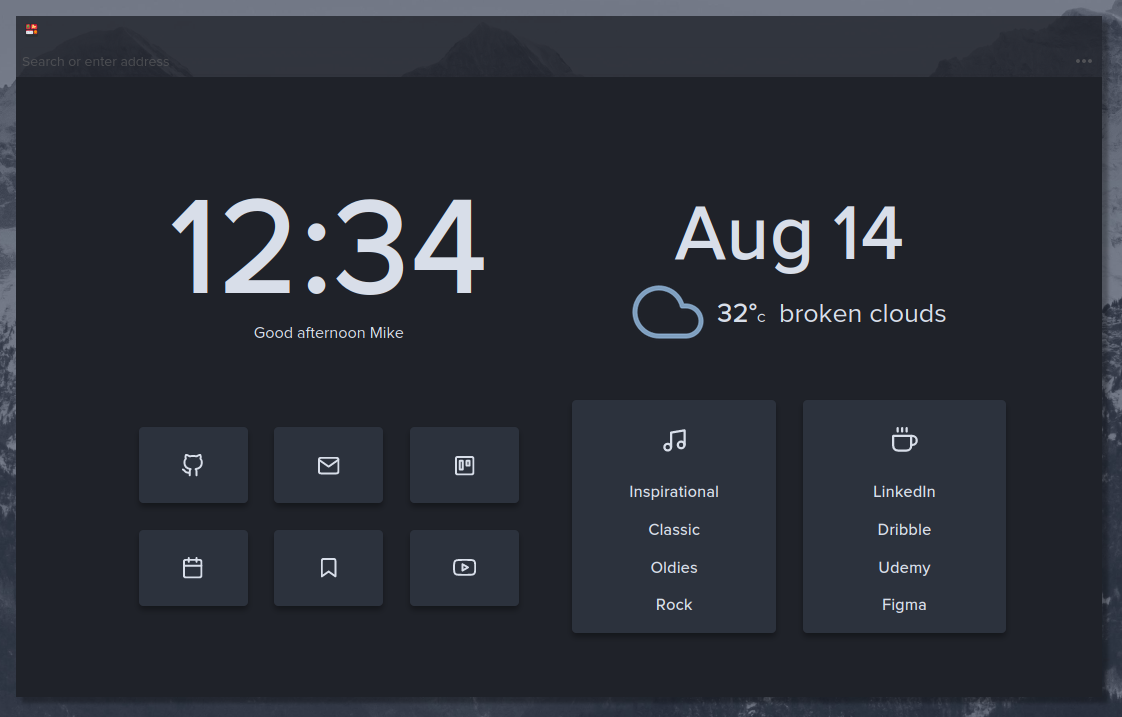 Search or enter address
12:34
Good afternoon Mike
Aug 14
32°c broken clouds
Inspirational
Classic
Oldies
Rock
LinkedIn
Dribble
Udemy
Figma